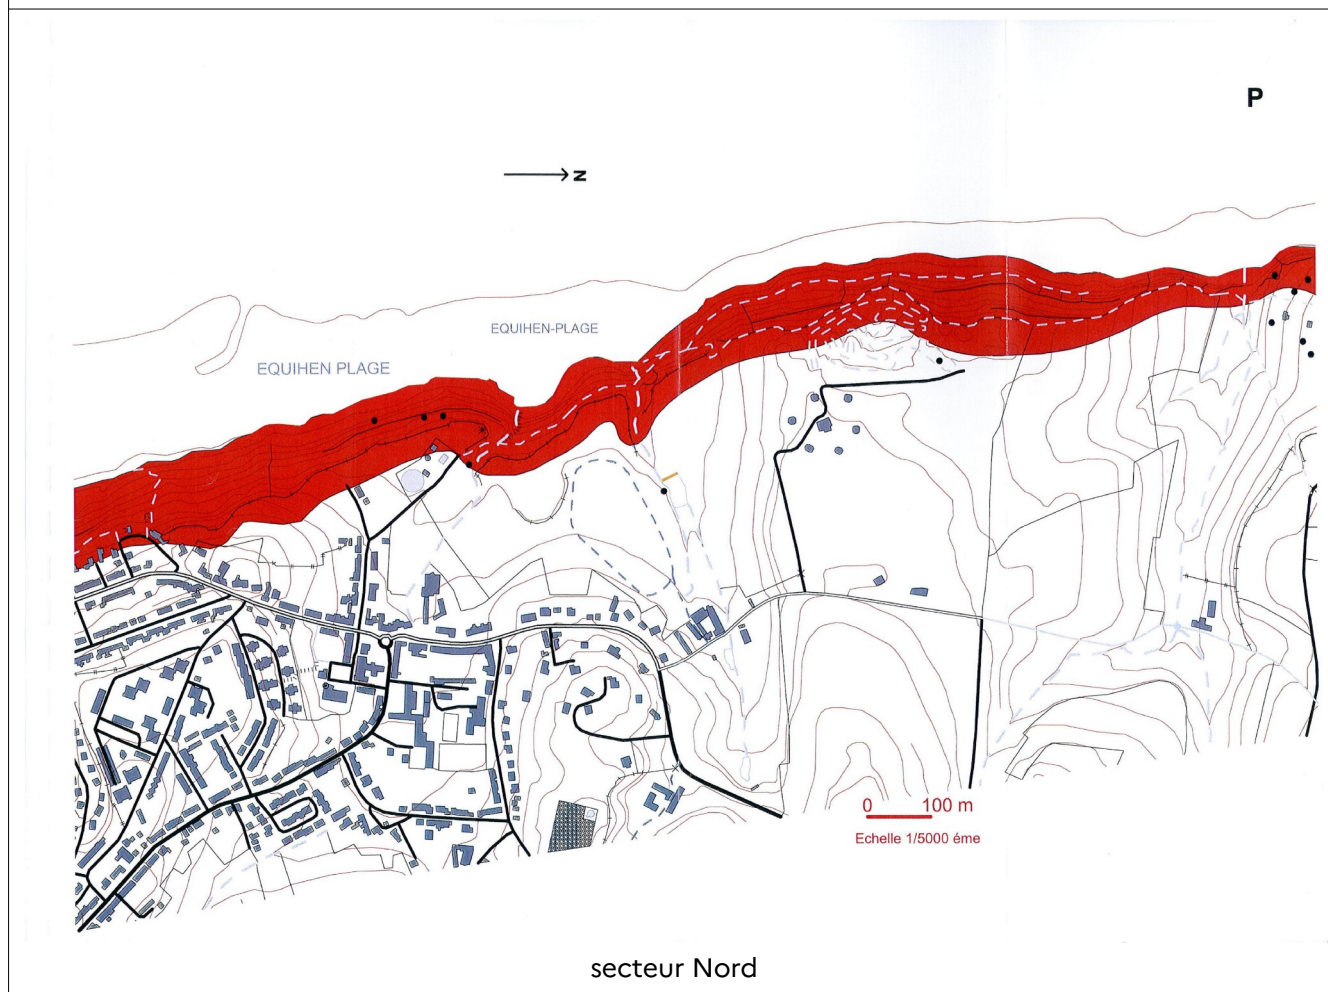 P
N
EQUIHEN-PLAGE
EQUIHEN PLAGE
0 100 m
Echelle 1/5000 éme
secteur Nord